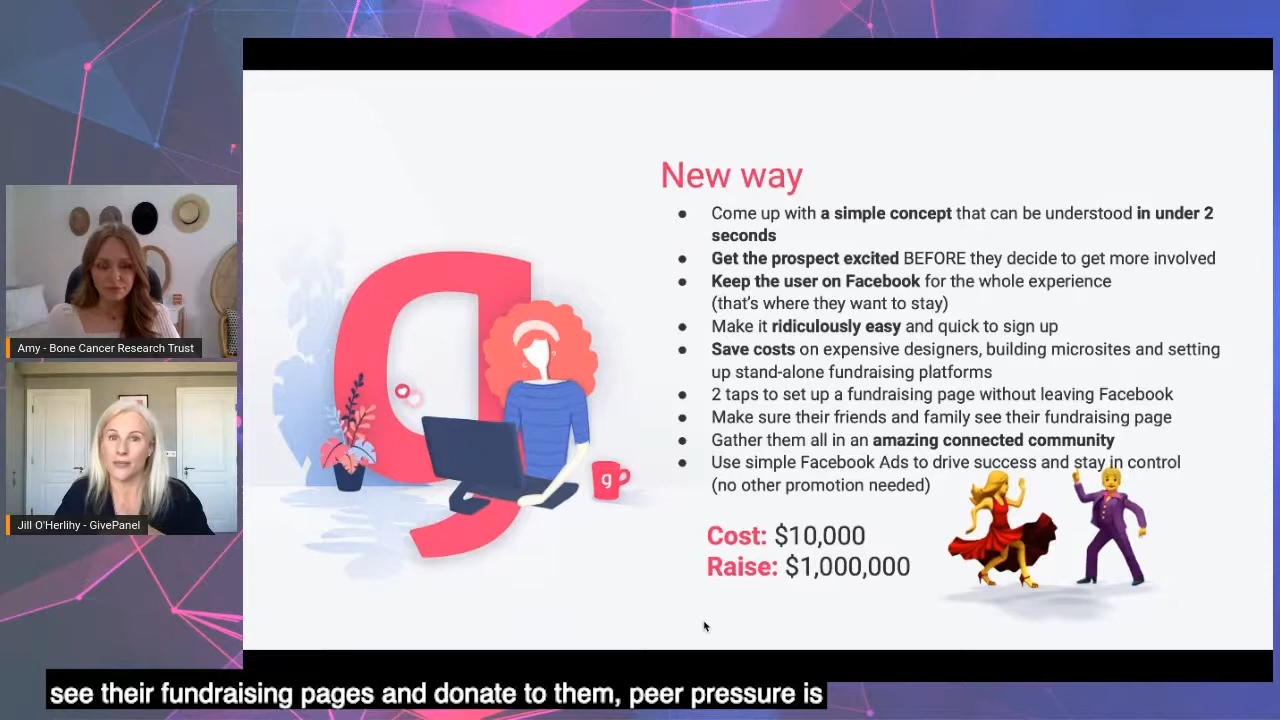 New way
● Come up with a simple concept that can be understood in under 2
seconds
● Get the prospect excited BEFORE they decide to get more involved
● Keep the user on Facebook for the whole experience
(that's where they want to stay)
● Make it ridiculously easy and quick to sign up
● Save costs on expensive designers, building microsites and setting
up stand-alone fundraising platforms
● 2 taps to set up a fundraising page without leaving Facebook
● Make sure their friends and family see their fundraising page
● Gather them all in an amazing connected community
● Use simple Facebook Ads to drive success and stay in control
(no other promotion needed)
Cost: $10,000
Raise: $1,000,000
g
g
Amy - Bone Cancer Research Trust
Jill O'Herlihy - GivePanel
see their fundraising pages and donate to them, peer pressure is